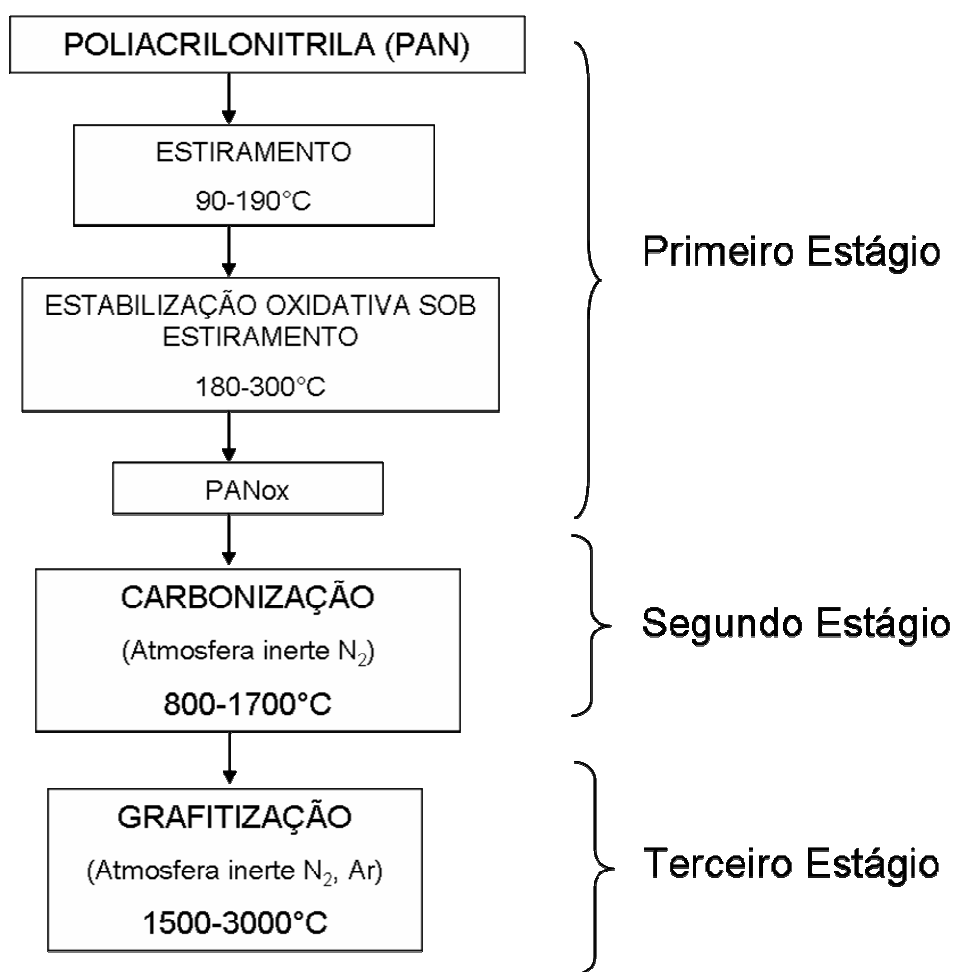 POLIACRILONITRILA (PAN)
ESTIRAMENTO
90-190°C
ESTABILIZAÇÃO OXIDATIVA SOB
ESTIRAMENTO
180-300°C
PANox
Primeiro Estágio
CARBONIZAÇÃO
(Atmosfera inerte N₂)
800-1700°C
Segundo Estágio
GRAFITIZAÇÃO
(Atmosfera inerte N₂, Ar)
1500-3000°C
Terceiro Estágio